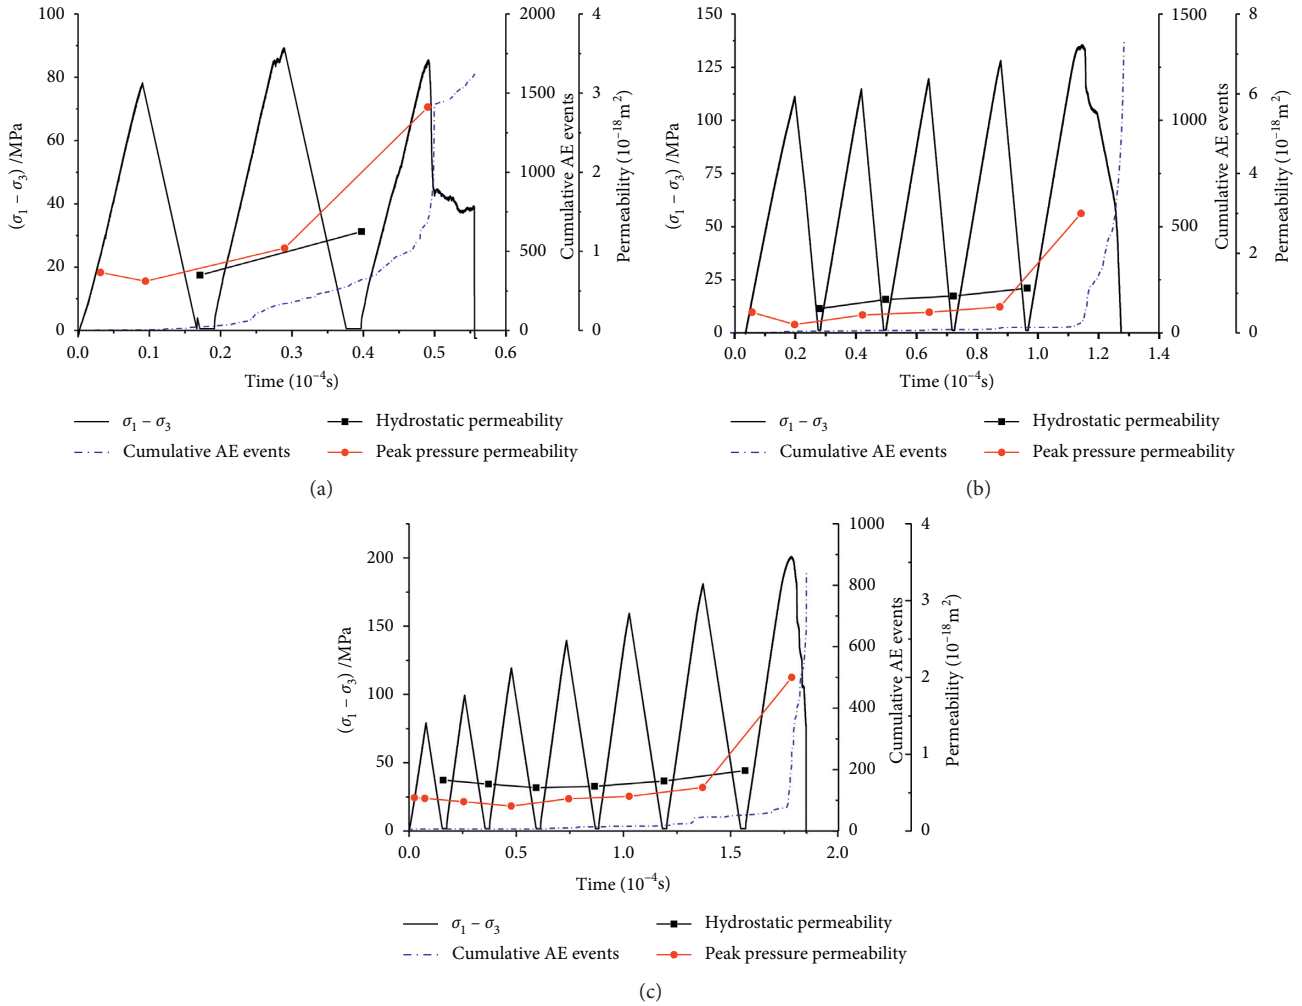 100
80
60
40
20
0
(σ1 – σ3) /MPa
2000
1500
1000
500
0
Cumulative AE events
4
3
2
1
0
Permeability (10–18m2)
0.0 0.1 0.2 0.3 0.4 0.5 0.6
Time (10–4s)
σ1 – σ3 Hydrostatic permeability
Cumulative AE events Peak pressure permeability
(a)
150
125
100
75
50
25
0
(σ1 – σ3) /MPa
1500
1000
500
0
Cumulative AE events
8
6
4
2
0
Permeability (10–18m2)
0.0 0.2 0.4 0.6 0.8 1.0 1.2 1.4
Time (10–4s)
σ1 – σ3 Hydrostatic permeability
Cumulative AE events Peak pressure permeability
(b)
200
150
100
50
0
(σ1 – σ3) /MPa
1000
800
600
400
200
0
Cumulative AE events
4
3
2
1
0
Permeability (10–18m2)
0.0 0.5 1.0 1.5 2.0
Time (10–4s)
σ1 – σ3 Hydrostatic permeability
Cumulative AE events Peak pressure permeability
(c)